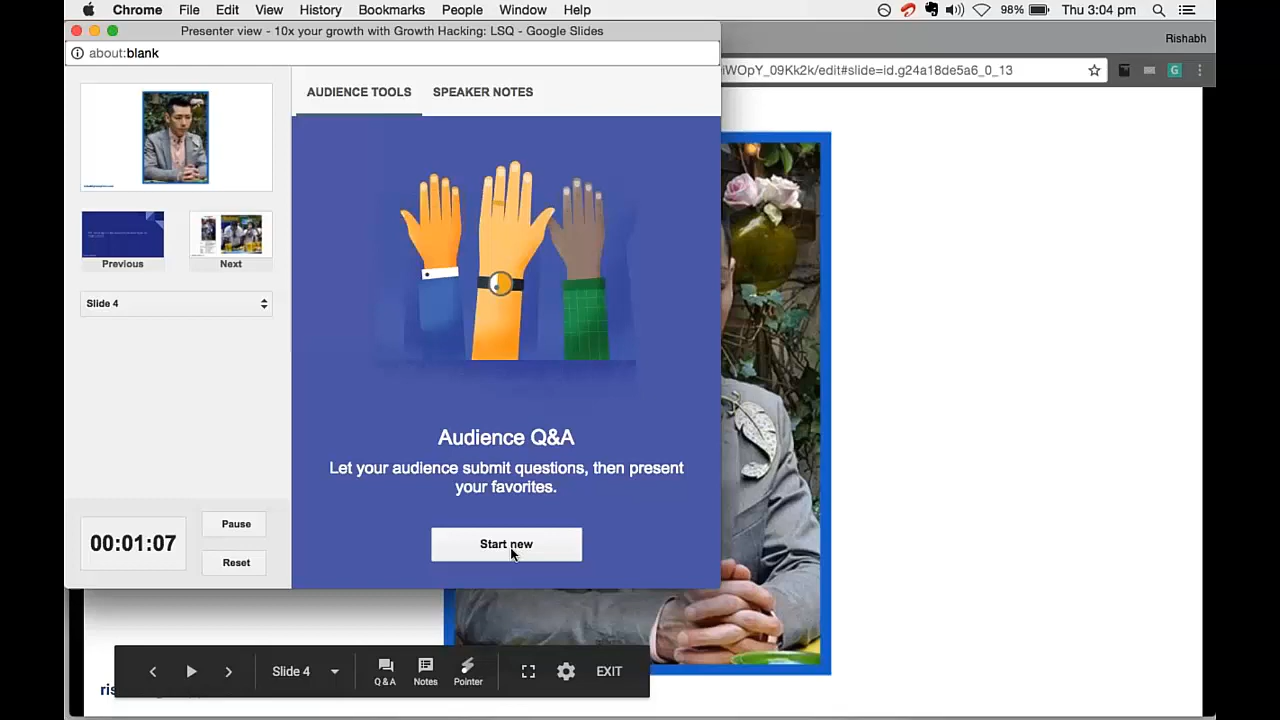 Chrome File Edit View History Bookmarks People Window Help 98% Thu 3:04 pm
Presenter view - 10x your growth with Growth Hacking: LSQ - Google Slides
Rishabh
about:blank
iWOpY_09Kk2k/edit#slide=id.g24a18de5a6_0_13
G
AUDIENCE TOOLS SPEAKER NOTES
Previous Next
Slide 4
Audience Q&A
Let your audience submit questions, then present
your favorites.
Start new
00:01:07
Pause
Reset
Slide 4
Q & A
Notes
Pointer
EXIT